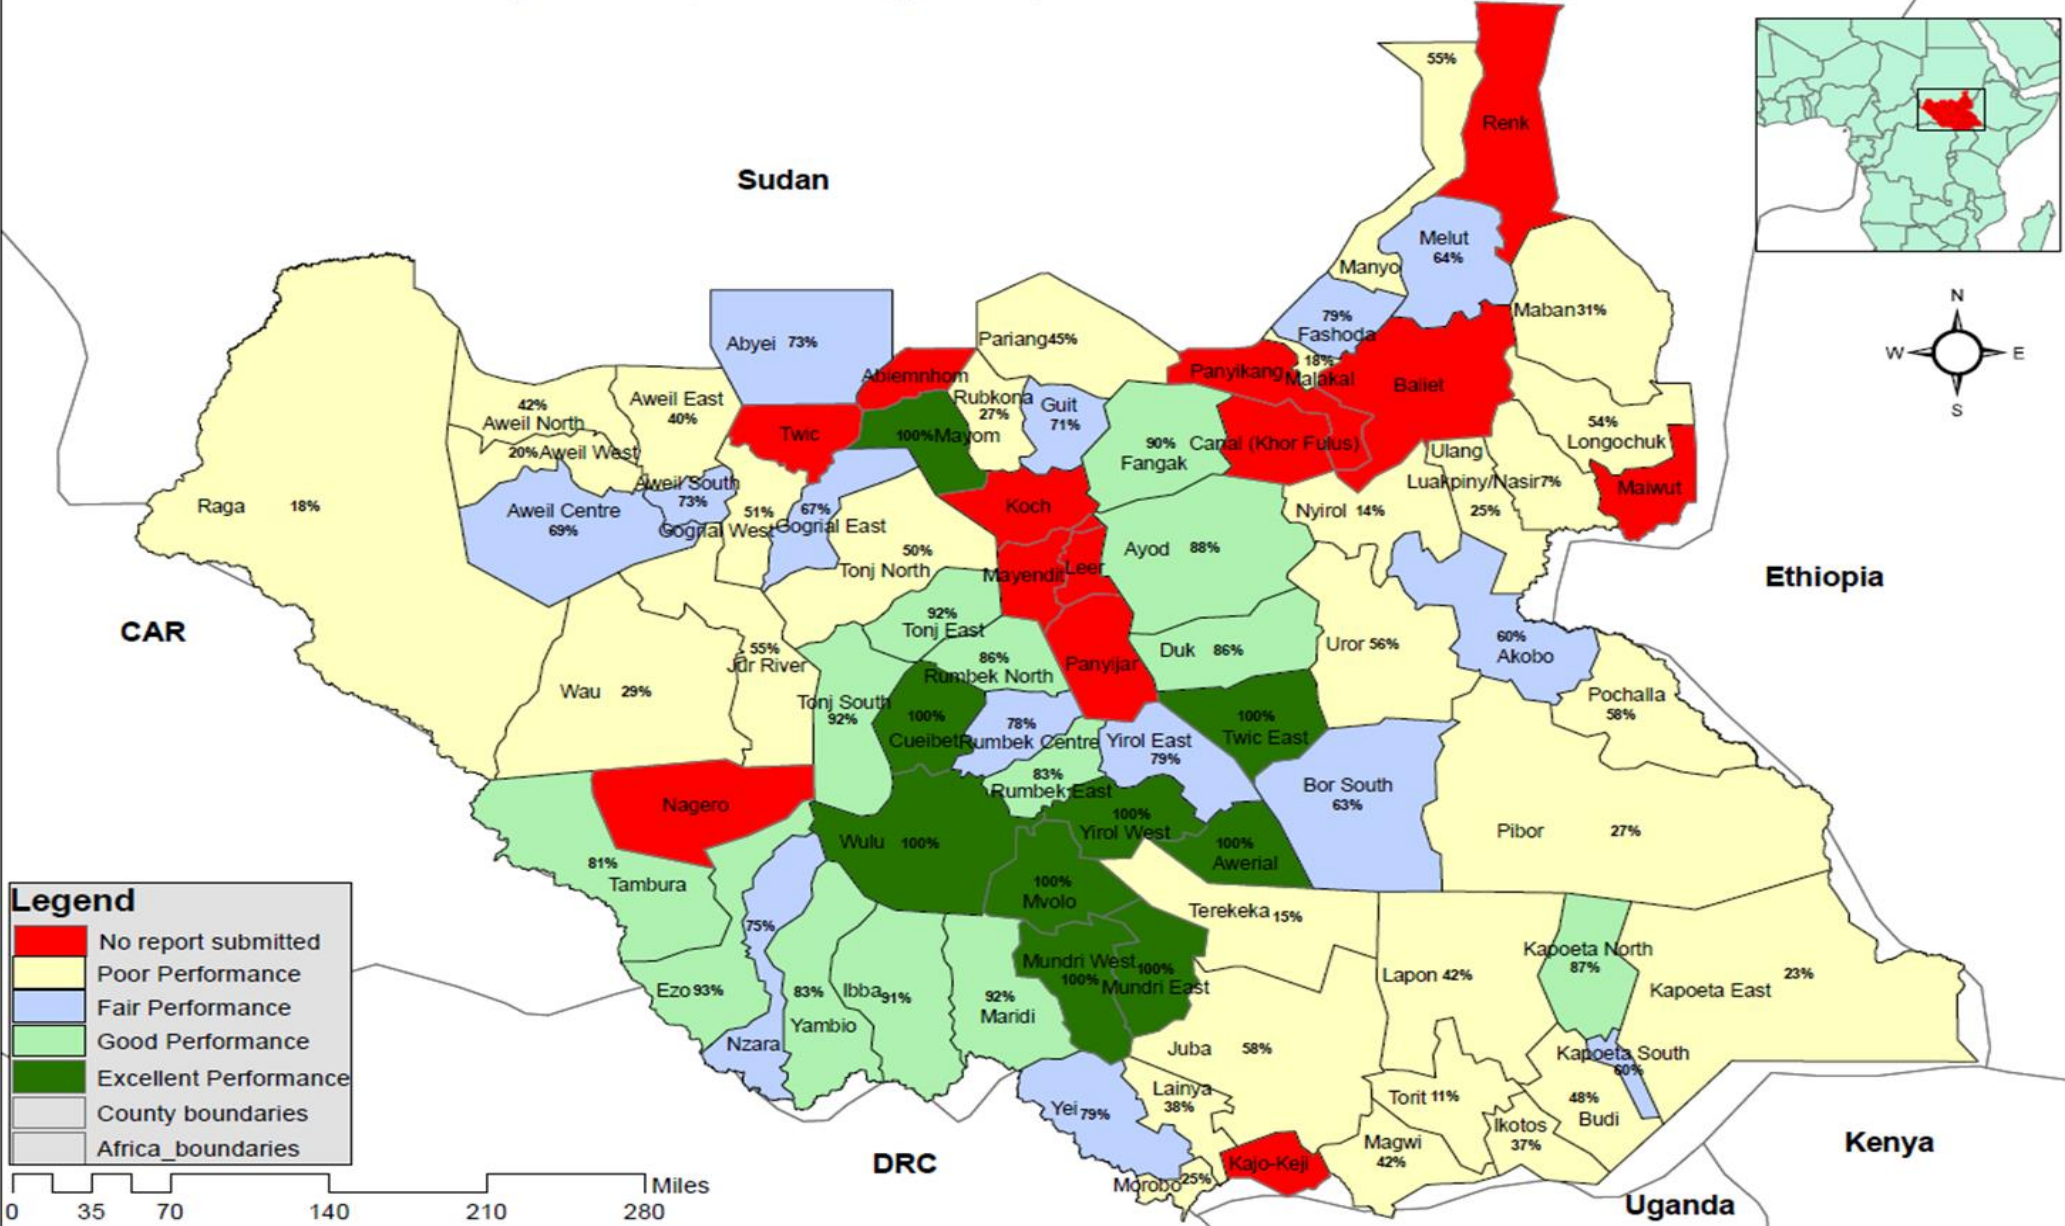 55%
Renk
Sudan
Melut
64%
Manyo
Maban 31%
79%
Fashoda
Abyei 73%
Pariang 45%
18%
Malakal
Panyikang
Baliet
Abiemnhom
Rubkona
27%
Guit
71%
Aweil East
40%
42%
Aweil North
20% Aweil West
Twic
100% Mayom
90%
Fangak
Canal (Khor Fulus)
54%
Longochuk
Ulang
Luakpiny/Nasir 7%
25%
Maiwut
Raga 18%
Aweil South
73%
Aweil Centre
69%
51%
Gogrial West
67%
Gogrial East
Koch
Nyirol 14%
50%
Tonj North
Mayendit
Leer
Ayod 88%
Ethiopia
CAR
92%
Tonj East
86%
Rumbek North
Panyijar
Duk 86%
Uror 56%
60%
Akobo
55%
Jur River
Wau 29%
Tonj South
92%
100%
Cueibet
78%
Rumbek Centre
Yirol East
79%
100%
Twic East
Pochalla
58%
Bor South
63%
83%
Rumbek East
Nagero
Wulu 100%
100%
Yirol West
100%
Awerial
Pibor 27%
81%
Tambura
100%
Mvolo
Terekeka 15%
75%
Mundri West
100%
100%
Mundri East
Kapoeta North
87%
Lapon 42%
Kapoeta East
23%
Ezo 93%
83%
Yambio
Ibba 91%
92%
Maridi
Nzara
Juba 58%
Kapoeta South
60%
Yei 79%
Lainya
38%
Torit 11%
48%
Budi
Ikotos
37%
Magwi
42%
Kajo-Keji
Morobo 25%
DRC
Kenya
Uganda
N
W E
S
Legend
No report submitted
Poor Performance
Fair Performance
Good Performance
Excellent Performance
County boundaries
Africa_boundaries
Miles
0 35 70 140 210 280